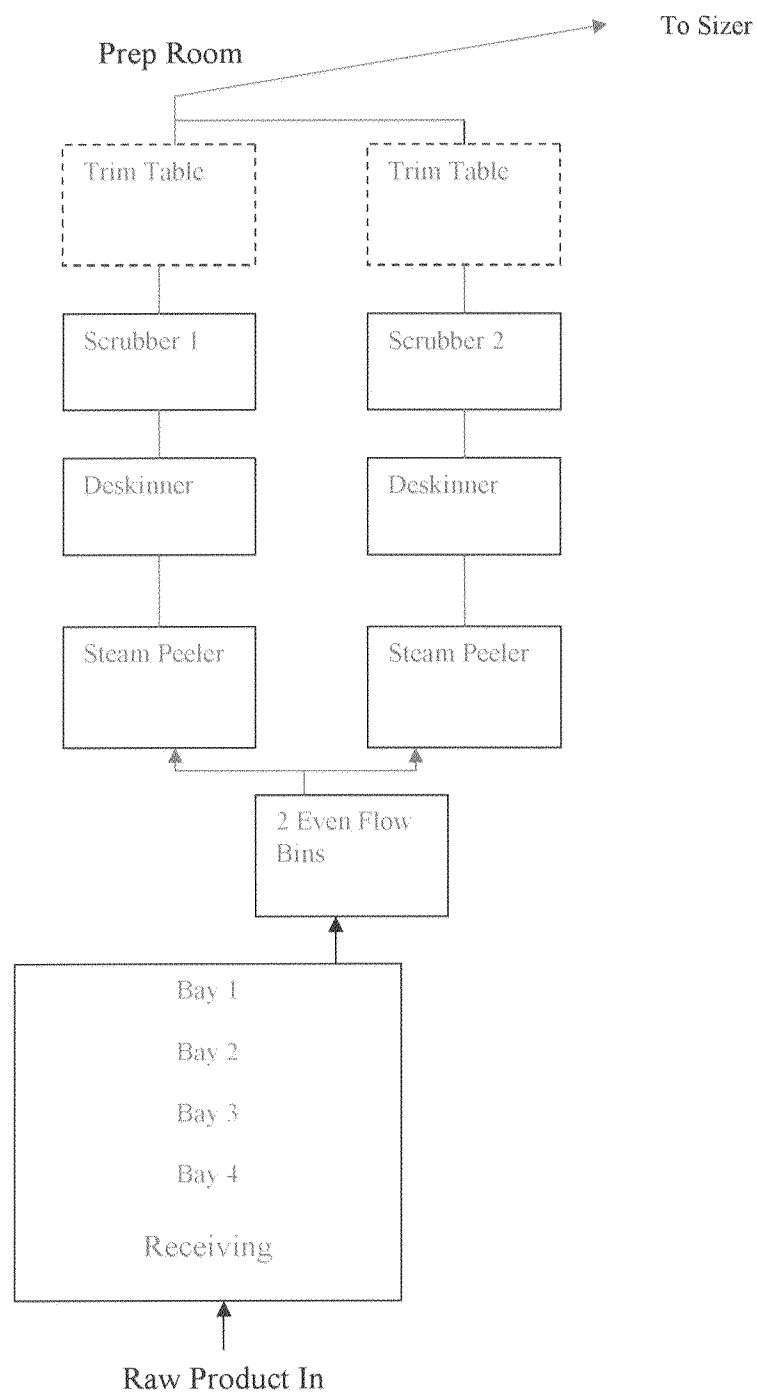 To Sizer
Prep Room
Trim Table
Trim Table
Scrubber 1
Scrubber 2
Deskinner
Deskinner
Steam Peeler
Steam Peeler
2 Even Flow
Bins
Bay 1
Bay 2
Bay 3
Bay 4
Receiving
Raw Product In